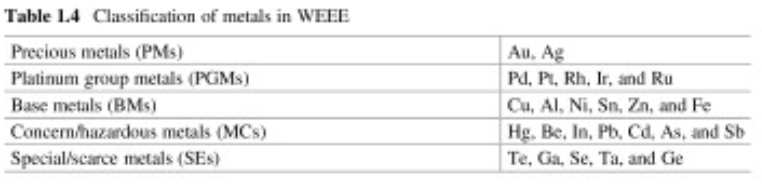 Table 1.4 Classification of metals in WEEE
Precious metals (PMs) Au, Ag
Platinum group metals (PGMs) Pd, Pt, Rh, Ir, and Ru
Base metals (BMs) Cu, Al, Ni, Sn, Zn, and Fe
Concern/hazardous metals (MCs) Hg, Be, In, Pb, Cd, As, and Sb
Special/scarce metals (SEs) Te, Ga, Se, Ta, and Ge